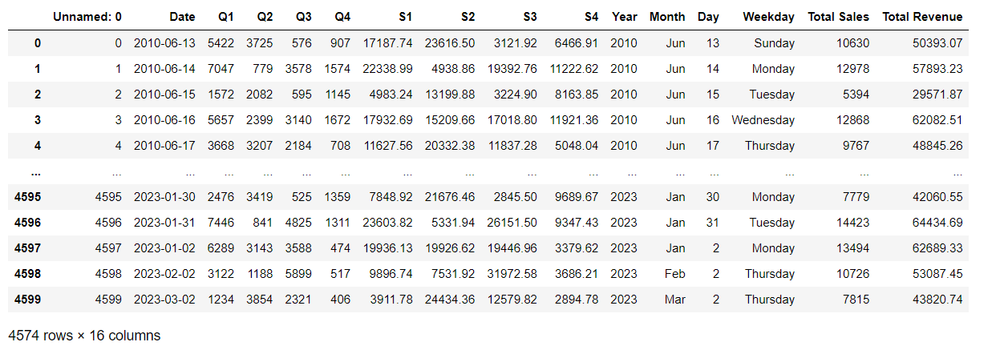 Unnamed: 0 Date Q1 Q2 Q3 Q4 S1 S2 S3 S4 Year Month Day Weekday Total Sales Total Revenue
0 0 2010-06-13 5422 3725 576 907 17187.74 23616.50 3121.92 6466.91 2010 Jun 13 Sunday 10630 50393.07
1 1 2010-06-14 7047 779 3578 1574 22338.99 4938.86 19392.76 11222.62 2010 Jun 14 Monday 12978 57893.23
2 2 2010-06-15 1572 2082 595 1145 4983.24 13199.88 3224.90 8163.85 2010 Jun 15 Tuesday 5394 29571.87
3 3 2010-06-16 5657 2399 3140 1672 17932.69 15209.66 17018.80 11921.36 2010 Jun 16 Wednesday 12868 62082.51
4 4 2010-06-17 3668 3207 2184 708 11627.56 20332.38 11837.28 5048.04 2010 Jun 17 Thursday 9767 48845.26
... ... ... ... ... ... ... ... ... ... ... ... ... ... ... ... ...
4595 4595 2023-01-30 2476 3419 525 1359 7848.92 21676.46 2845.50 9689.67 2023 Jan 30 Monday 7779 42060.55
4596 4596 2023-01-31 7446 841 4825 1311 23603.82 5331.94 26151.50 9347.43 2023 Jan 31 Tuesday 14423 64434.69
4597 4597 2023-01-02 6289 3143 3588 474 19936.13 19926.62 19446.96 3379.62 2023 Jan 2 Monday 13494 62689.33
4598 4598 2023-02-02 3122 1188 5899 517 9896.74 7531.92 31972.58 3686.21 2023 Feb 2 Thursday 10726 53087.45
4599 4599 2023-03-02 1234 3854 2321 406 3911.78 24434.36 12579.82 2894.78 2023 Mar 2 Thursday 7815 43820.74
4574 rows × 16 columns